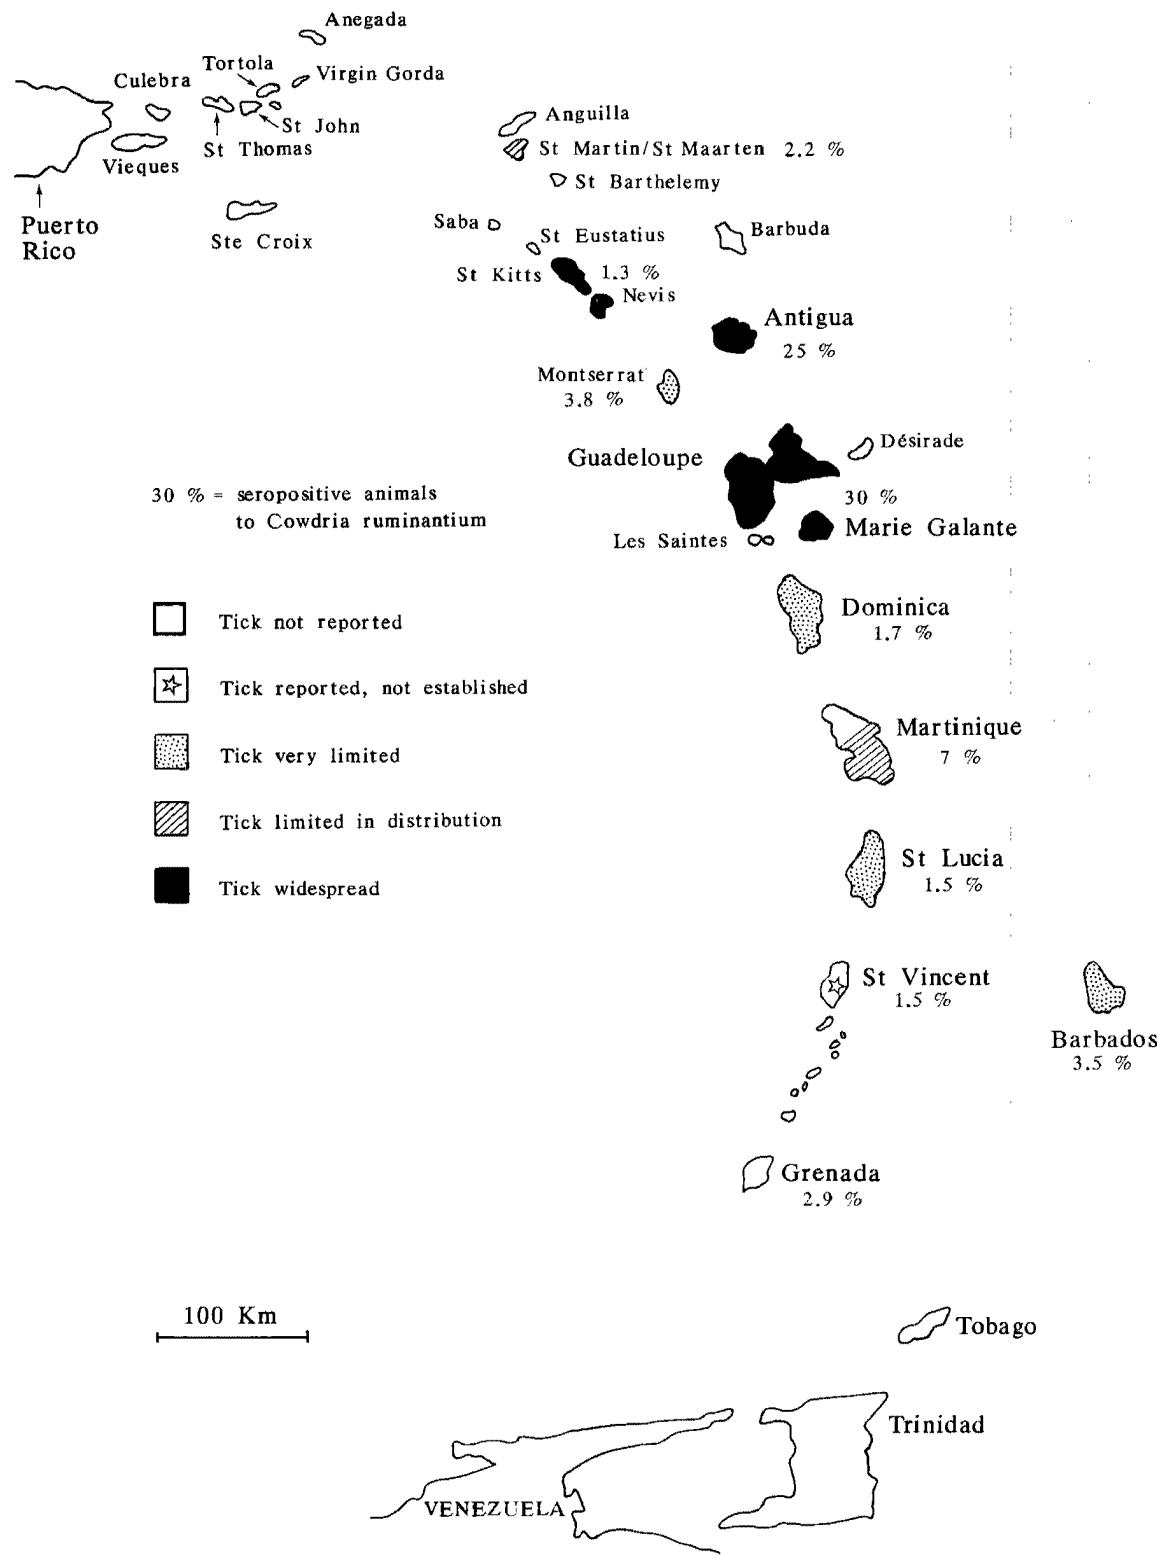 Anegada
Tortola
Virgin Gorda
Culebra
St John
St Thomas
Vieques
Puerto
Rico
Ste Croix
Anguilla
St Martin/St Maarten 2.2 %
St Barthelemy
Saba
St Eustatius
Barbuda
St Kitts
1.3 %
Nevis
Antigua
25 %
Montserrat
3.8 %
Guadeloupe
Désirade
30 %
Marie Galante
Les Saintes
30 % = seropositive animals
to Cowdria ruminantium
Dominica
1.7 %
Tick not reported
Tick reported, not established
Tick very limited
Tick limited in distribution
Tick widespread
Martinique
7 %
St Lucia
1.5 %
St Vincent
1.5 %
Barbados
3.5 %
Grenada
2.9 %
100 Km
Tobago
Trinidad
VENEZUELA